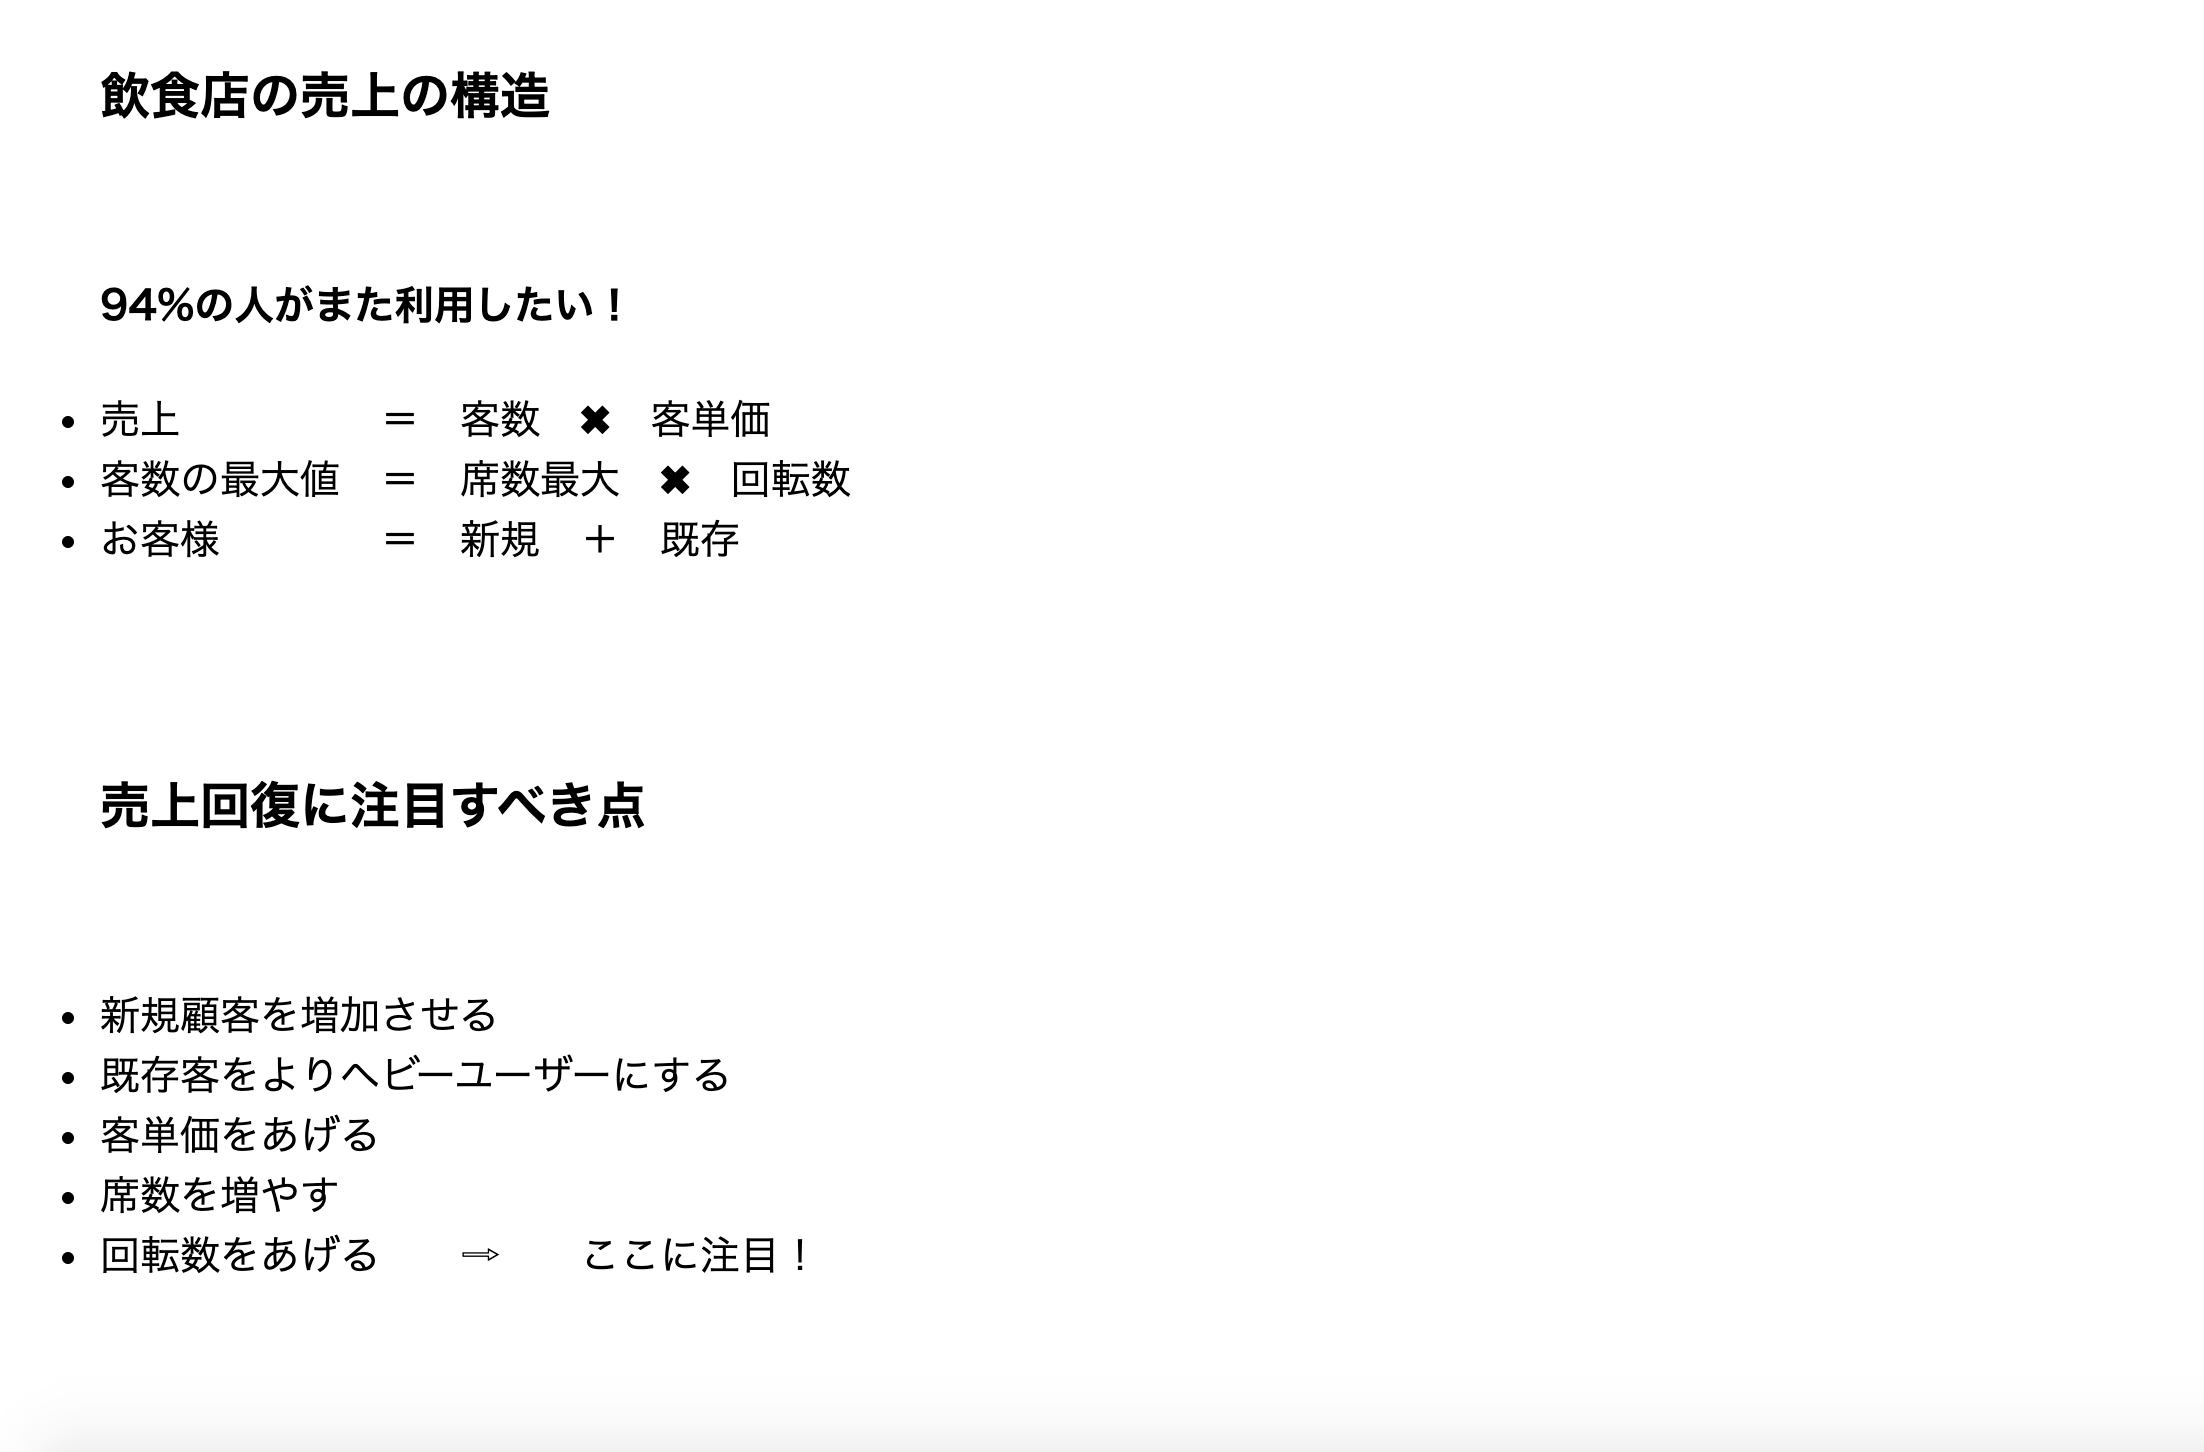 飲食店の売上の構造
94%の人がまた利用したい！
• 売上　　　　　＝　客数　✖　客単価
• 客数の最大値　＝　席数最大　✖　回転数
• お客様　　　　＝　新規　＋　既存
売上回復に注目すべき点
• 新規顧客を増加させる
• 既存客をよりヘビーユーザーにする
• 客単価をあげる
• 席数を増やす
• 回転数をあげる　　⇨　　ここに注目！